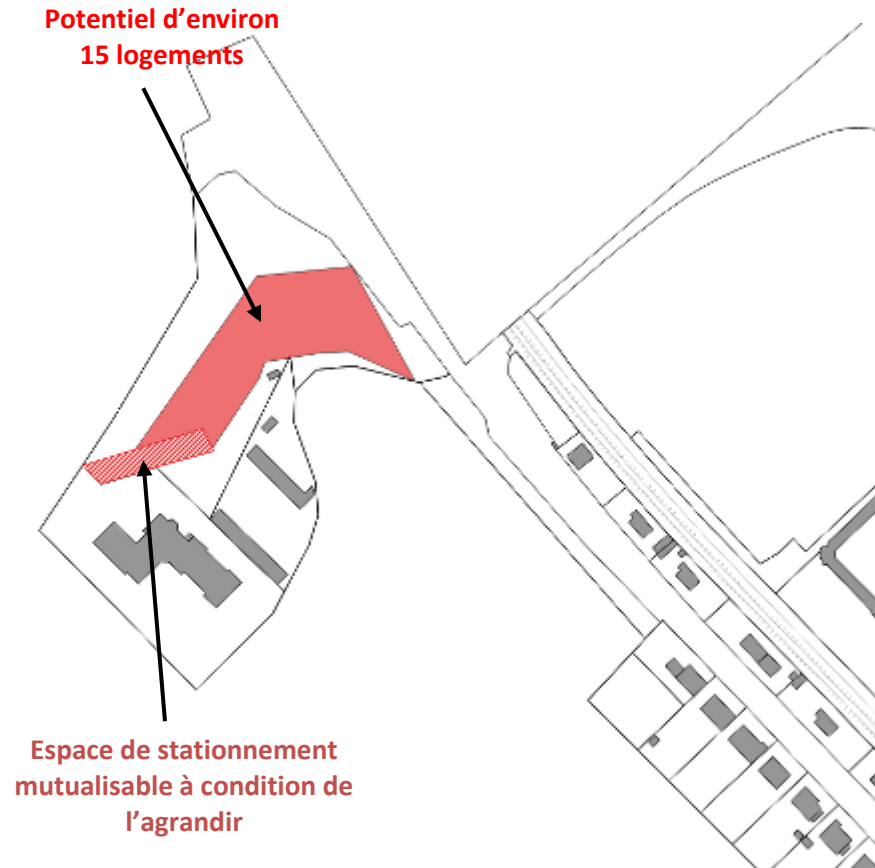 Potentiel d’environ
15 logements
Espace de stationnement
mutualisable à condition de
l’agrandir